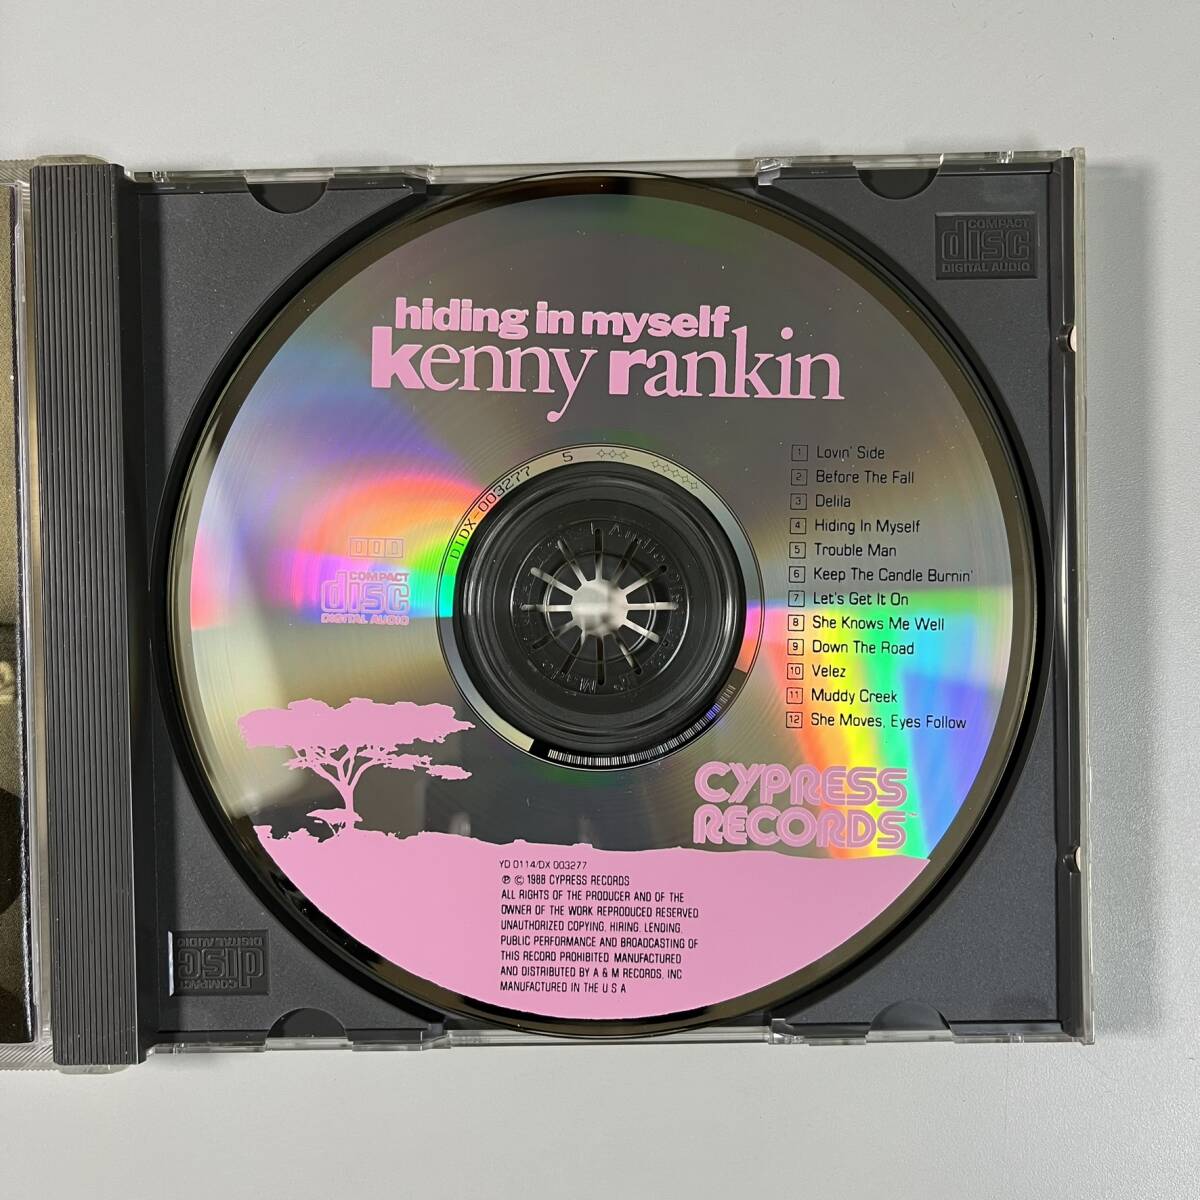 hiding in myself
kenny rankin
1 Lovin' Side
2 Before The Fall
3 Delila
4 Hiding In Myself
5 Trouble Man
6 Keep The Candle Burnin'
7 Let's Get It On
8 She Knows Me Well
9 Down The Road
10 Velez
11 Muddy Creek
12 She Moves, Eyes Follow
DIDX-003277 5
DDD
COMPACT
disc
DIGITAL AUDIO
CYPRESS
RECORDS™
YD 0114/DX 003277
℗ © 1988 CYPRESS RECORDS
ALL RIGHTS OF THE PRODUCER AND OF THE
OWNER OF THE WORK REPRODUCED RESERVED
UNAUTHORIZED COPYING, HIRING, LENDING,
PUBLIC PERFORMANCE AND BROADCASTING OF
THIS RECORD PROHIBITED MANUFACTURED
AND DISTRIBUTED BY A & M RECORDS, INC
MANUFACTURED IN THE U S A
COMPACT
disc
DIGITAL AUDIO
COMPACT
disc
DIGITAL AUDIO